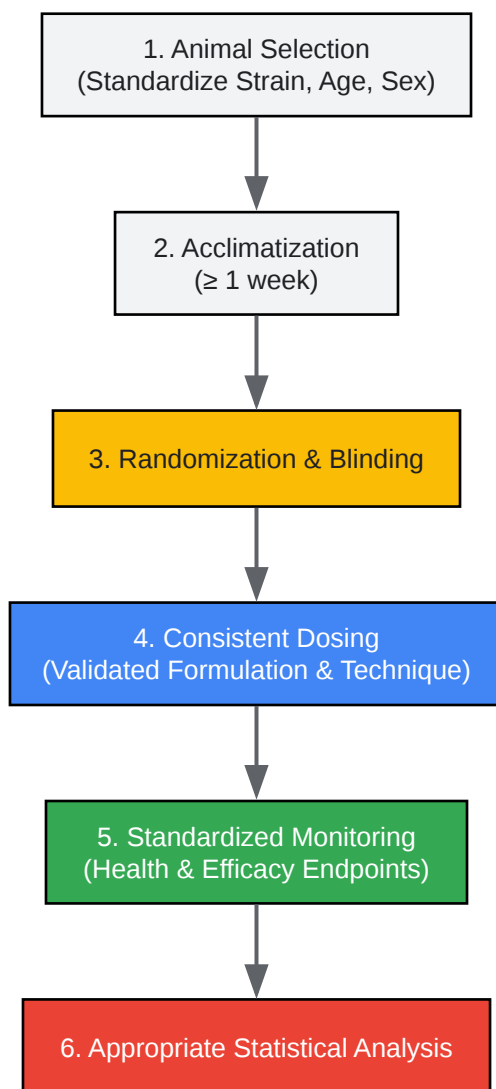 1. Animal Selection
(Standardize Strain, Age, Sex)
2. Acclimatization
(≥ 1 week)
3. Randomization & Blinding
4. Consistent Dosing
(Validated Formulation & Technique)
5. Standardized Monitoring
(Health & Efficacy Endpoints)
6. Appropriate Statistical Analysis